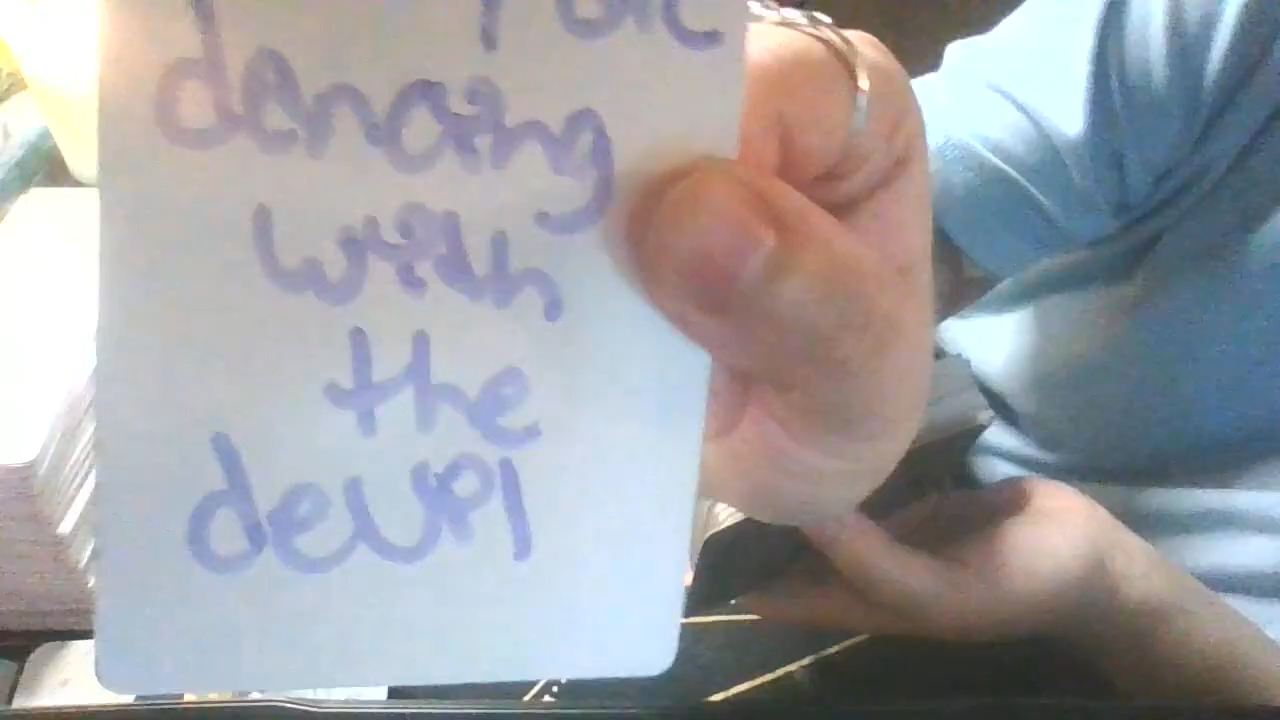 dancing
with
the
devil